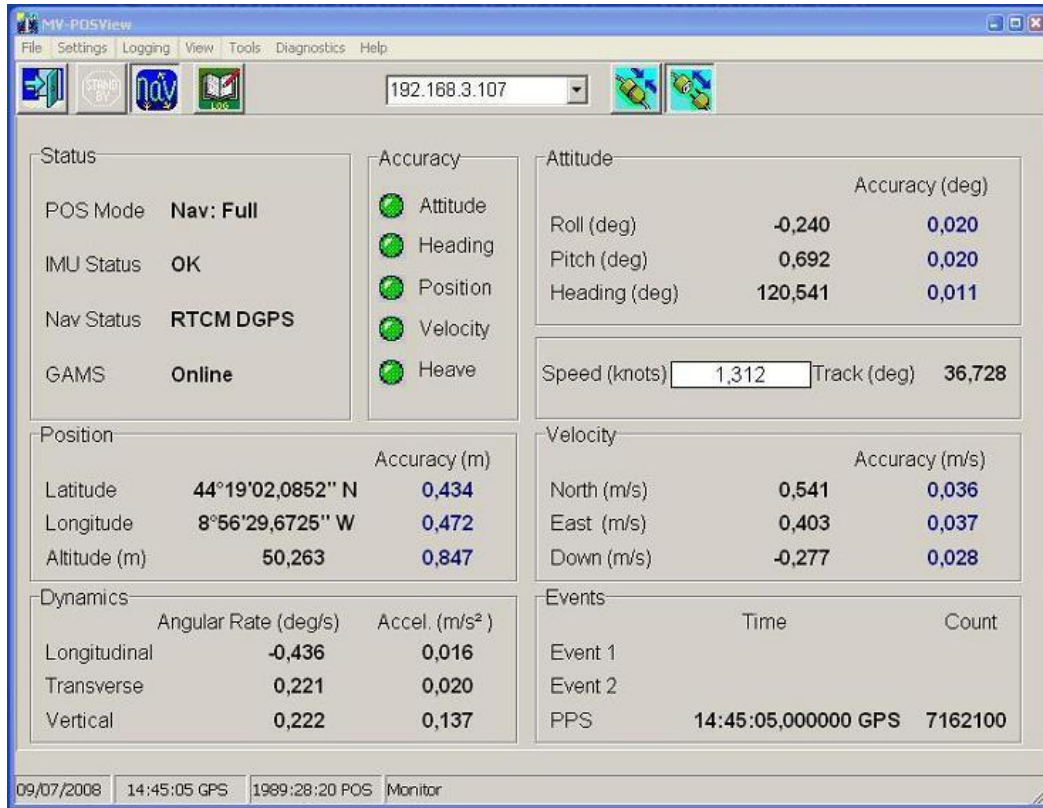 MV-POSView
File Settings Logging View Tools Diagnostics Help
STAND BY
nav
LOG
192.168.3.107
Status
POS Mode Nav: Full
IMU Status OK
Nav Status RTCM DGPS
GAMS Online
Accuracy
Attitude
Heading
Position
Velocity
Heave
Attitude
Accuracy (deg)
Roll (deg) -0,240 0,020
Pitch (deg) 0,692 0,020
Heading (deg) 120,541 0,011
Speed (knots) 1,312 Track (deg) 36,728
Position
Accuracy (m)
Latitude 44°19'02,0852'' N 0,434
Longitude 8°56'29,6725'' W 0,472
Altitude (m) 50,263 0,847
Velocity
Accuracy (m/s)
North (m/s) 0,541 0,036
East (m/s) 0,403 0,037
Down (m/s) -0,277 0,028
Dynamics
Angular Rate (deg/s) Accel. (m/s²)
Longitudinal -0,436 0,016
Transverse 0,221 0,020
Vertical 0,222 0,137
Events
Time Count
Event 1
Event 2
PPS 14:45:05,000000 GPS 7162100
09/07/2008 14:45:05 GPS 1989:28:20 POS Monitor